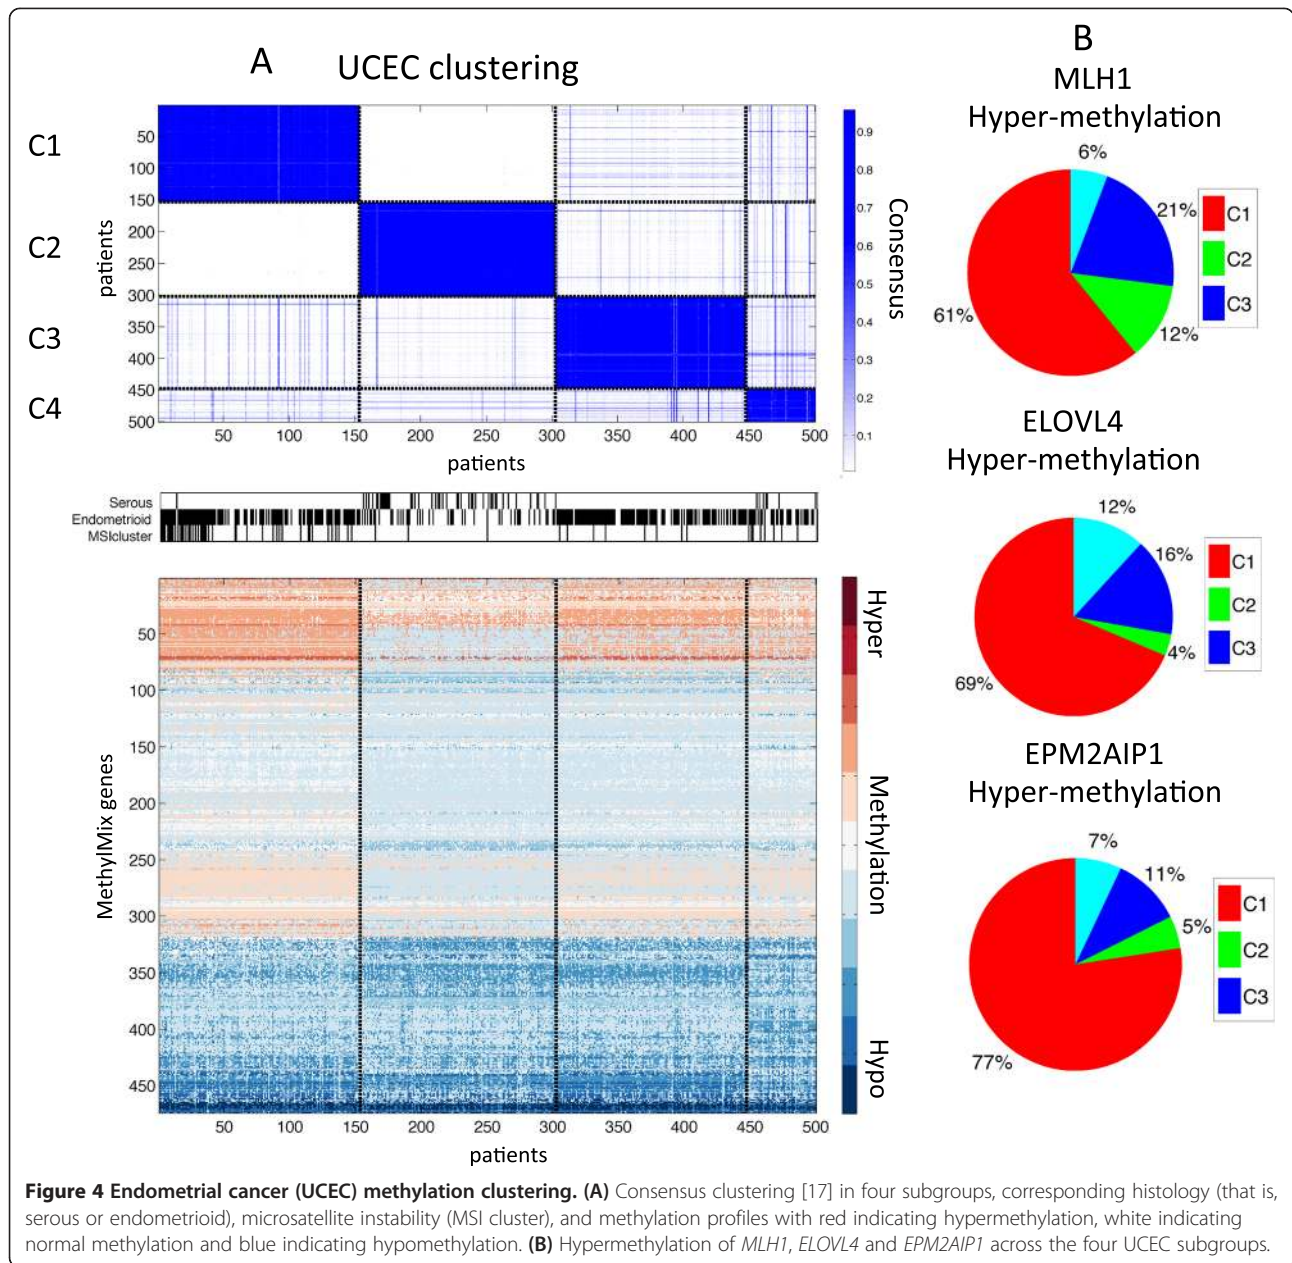 A
UCEC clustering
C1
C2
C3
C4
patients
50
100
150
200
250
300
350
400
450
500
50
100
150
200
250
300
350
400
450
500
patients
0.9
0.8
0.7
0.6
0.5
0.4
0.3
0.2
0.1
Consensus
Serous
Endometrioid
MSIcluster
MethylMix genes
50
100
150
200
250
300
350
400
450
50
100
150
200
250
300
350
400
450
500
patients
Hyper
Methylation
Hypo
B
MLH1
Hyper-methylation
6%
21%
12%
61%
C1
C2
C3
ELOVL4
Hyper-methylation
12%
16%
4%
69%
C1
C2
C3
EPM2AIP1
Hyper-methylation
7%
11%
5%
77%
C1
C2
C3
Figure 4 Endometrial cancer (UCEC) methylation clustering. (A) Consensus clustering [17] in four subgroups, corresponding histology (that is,
serous or endometrioid), microsatellite instability (MSI cluster), and methylation profiles with red indicating hypermethylation, white indicating
normal methylation and blue indicating hypomethylation. (B) Hypermethylation of MLH1, ELOVL4 and EPM2AIP1 across the four UCEC subgroups.